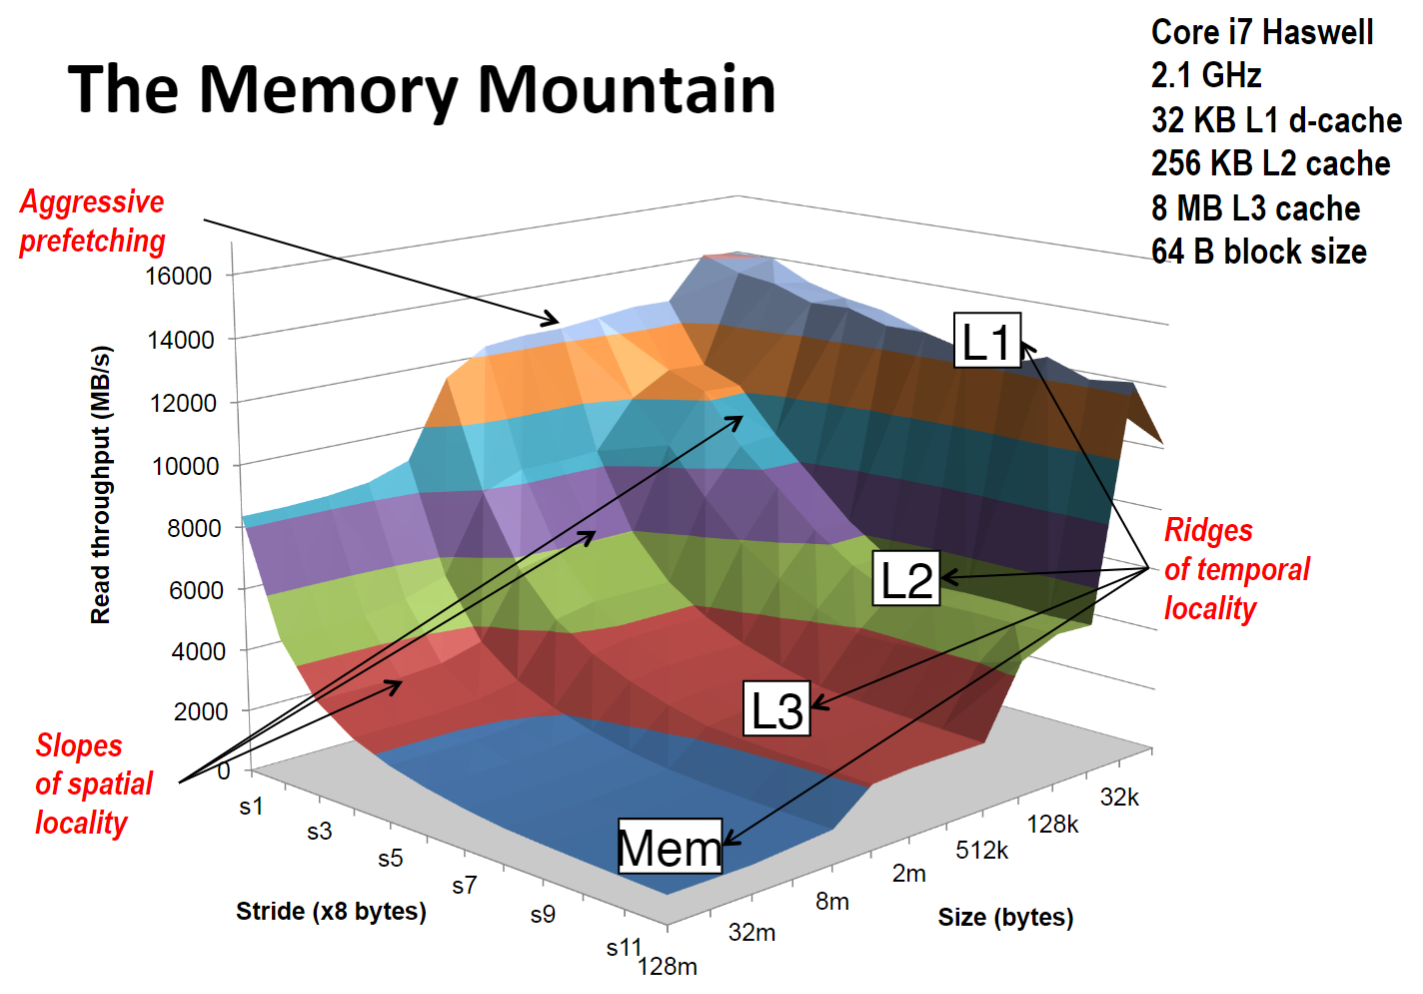 The Memory Mountain
Core i7 Haswell
2.1 GHz
32 KB L1 d-cache
256 KB L2 cache
8 MB L3 cache
64 B block size
Aggressive
prefetching
16000
14000
12000
10000
8000
6000
4000
2000
0
Read throughput (MB/s)
L1
L2
L3
Mem
Ridges
of temporal
locality
Slopes
of spatial
locality
s1
s3
s5
s7
s9
s11
Stride (x8 bytes)
128m
32m
8m
2m
512k
128k
32k
Size (bytes)